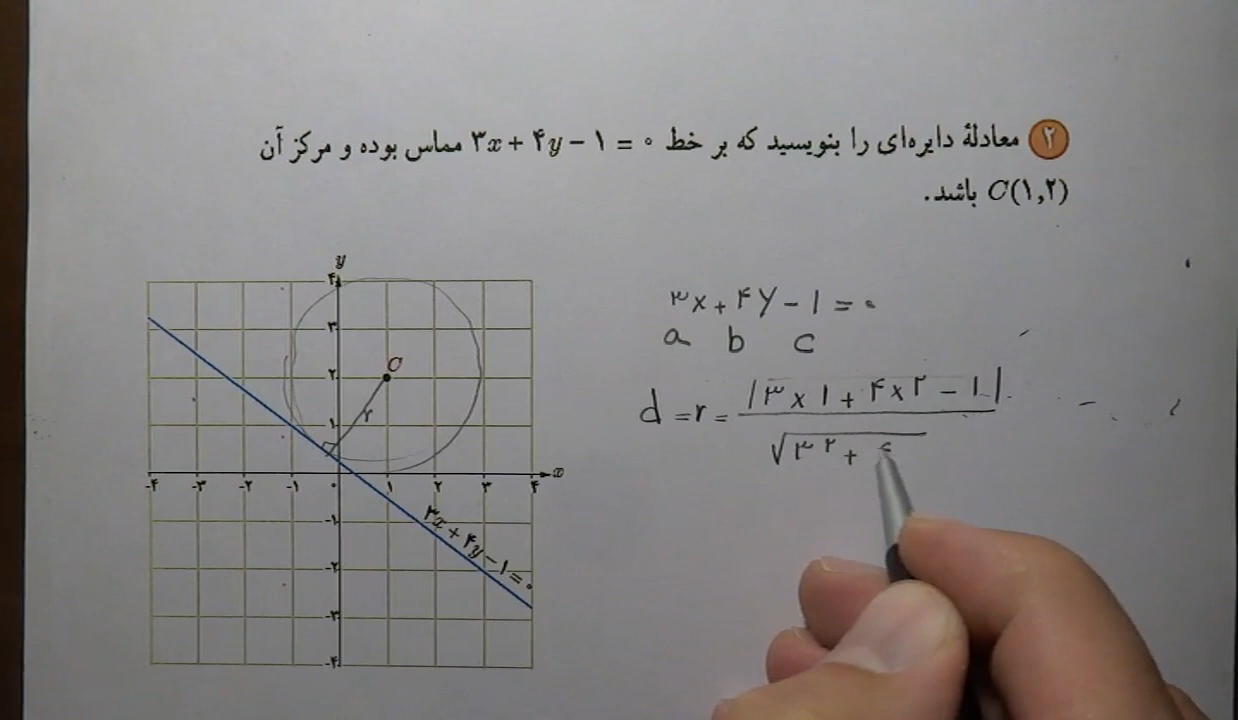 ۲ معادلهٔ دایره‌ای را بنویسید که بر خط ۳x + ۴y − ۱ = ۰ مماس بوده و مرکز آن
O(۱,۲) باشد.
y
۴
۳
۲
۱
-۴ -۳ -۲ -۱ ۰ ۱ ۲ ۳ ۴ x
-۱
-۲
-۳
-۴
O
r
۳x + ۴y − ۱ = ۰
۳x + ۴y − ۱ = ۰
a b c
d = r = |۳ × ۱ + ۴ × ۲ − ۱|
√۳۲ +